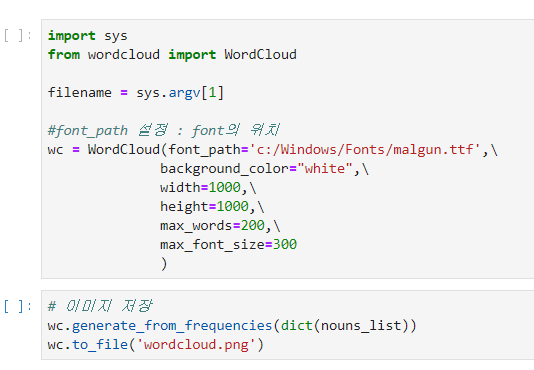 [ ]: import sys
from wordcloud import WordCloud
filename = sys.argv[1]
#font_path 설정 : font의 위치
wc = WordCloud(font_path='c:/Windows/Fonts/malgun.ttf',\
background_color="white",\
width=1000,\
height=1000,\
max_words=200,\
max_font_size=300
)
[ ]: # 이미지 저장
wc.generate_from_frequencies(dict(nouns_list))
wc.to_file('wordcloud.png')